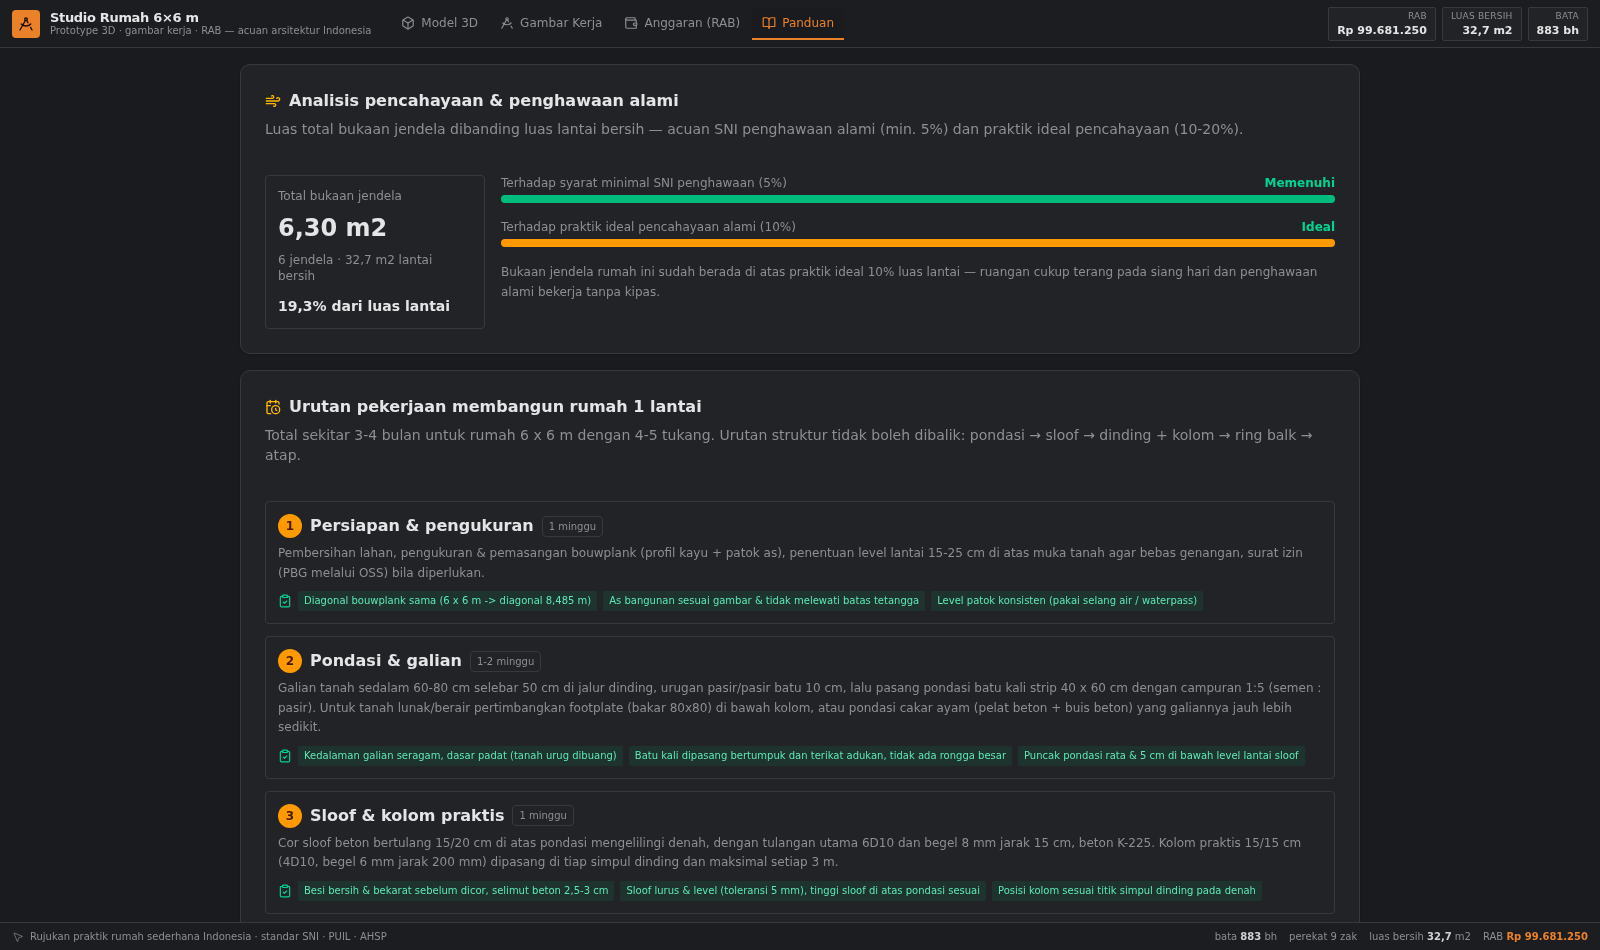 Studio Rumah 6×6 m
Prototype 3D · gambar kerja · RAB — acuan arsitektur Indonesia
Model 3D
Gambar Kerja
Anggaran (RAB)
Panduan
RAB
Rp 99.681.250
LUAS BERSIH
32,7 m2
BATA
883 bh
Analisis pencahayaan & penghawaan alami
Luas total bukaan jendela dibanding luas lantai bersih — acuan SNI penghawaan alami (min. 5%) dan praktik ideal pencahayaan (10-20%).
Total bukaan jendela
6,30 m2
6 jendela · 32,7 m2 lantai
bersih
19,3% dari luas lantai
Terhadap syarat minimal SNI penghawaan (5%)
Memenuhi
Terhadap praktik ideal pencahayaan alami (10%)
Ideal
Bukaan jendela rumah ini sudah berada di atas praktik ideal 10% luas lantai — ruangan cukup terang pada siang hari dan penghawaan
alami bekerja tanpa kipas.
Urutan pekerjaan membangun rumah 1 lantai
Total sekitar 3-4 bulan untuk rumah 6 x 6 m dengan 4-5 tukang. Urutan struktur tidak boleh dibalik: pondasi → sloof → dinding + kolom → ring balk →
atap.
1 Persiapan & pengukuran 1 minggu
Pembersihan lahan, pengukuran & pemasangan bouwplank (profil kayu + patok as), penentuan level lantai 15-25 cm di atas muka tanah agar bebas genangan, surat izin
(PBG melalui OSS) bila diperlukan.
Diagonal bouwplank sama (6 x 6 m -> diagonal 8,485 m)
As bangunan sesuai gambar & tidak melewati batas tetangga
Level patok konsisten (pakai selang air / waterpass)
2 Pondasi & galian 1-2 minggu
Galian tanah sedalam 60-80 cm selebar 50 cm di jalur dinding, urugan pasir/pasir batu 10 cm, lalu pasang pondasi batu kali strip 40 x 60 cm dengan campuran 1:5 (semen :
pasir). Untuk tanah lunak/berair pertimbangkan footplate (bakar 80x80) di bawah kolom, atau pondasi cakar ayam (pelat beton + buis beton) yang galiannya jauh lebih
sedikit.
Kedalaman galian seragam, dasar padat (tanah urug dibuang)
Batu kali dipasang bertumpuk dan terikat adukan, tidak ada rongga besar
Puncak pondasi rata & 5 cm di bawah level lantai sloof
3 Sloof & kolom praktis 1 minggu
Cor sloof beton bertulang 15/20 cm di atas pondasi mengelilingi denah, dengan tulangan utama 6D10 dan begel 8 mm jarak 15 cm, beton K-225. Kolom praktis 15/15 cm
(4D10, begel 6 mm jarak 200 mm) dipasang di tiap simpul dinding dan maksimal setiap 3 m.
Besi bersih & bekarat sebelum dicor, selimut beton 2,5-3 cm
Sloof lurus & level (toleransi 5 mm), tinggi sloof di atas pondasi sesuai
Posisi kolom sesuai titik simpul dinding pada denah
Rujukan praktik rumah sederhana Indonesia · standar SNI · PUIL · AHSP
bata 883 bh
perekat 9 zak
luas bersih 32,7 m2
RAB Rp 99.681.250